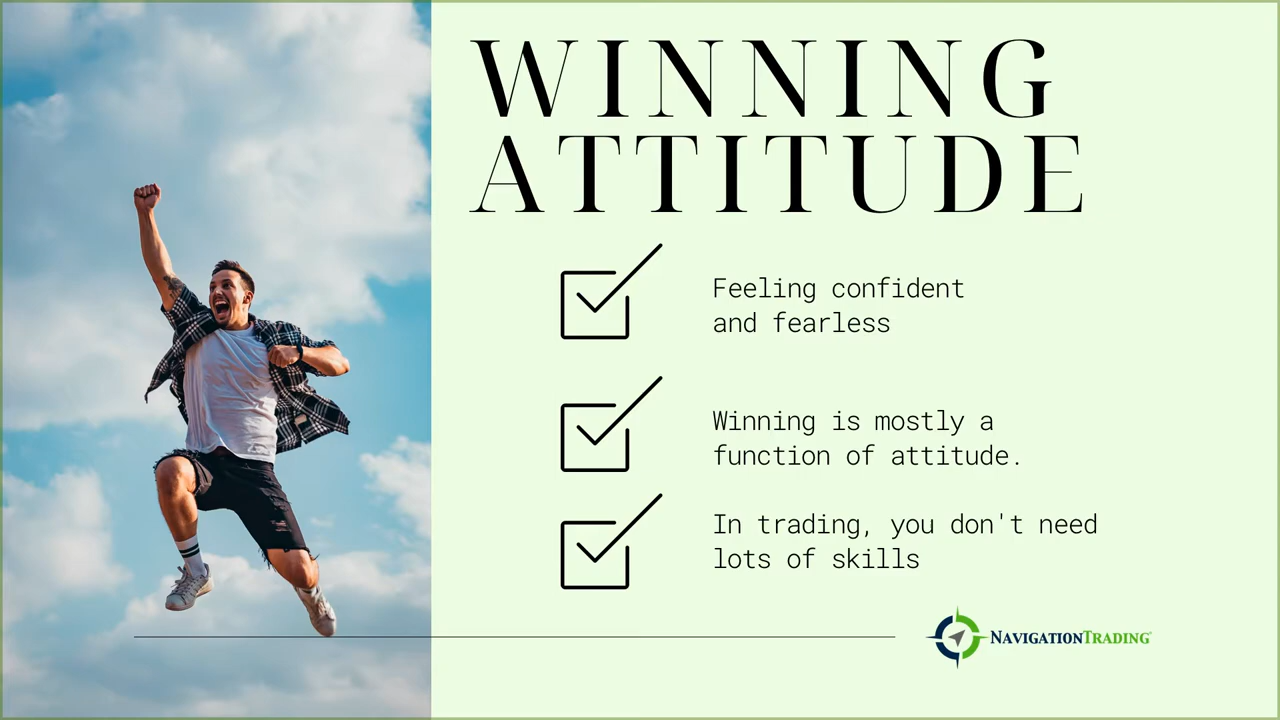 WINNING
ATTITUDE
Feeling confident
and fearless
Winning is mostly a
function of attitude.
In trading, you don't need
lots of skills
NAVIGATIONTRADING